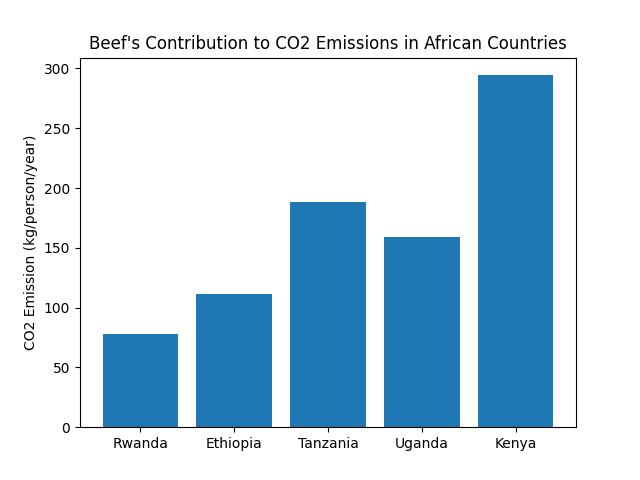 Beef's Contribution to CO2 Emissions in African Countries
CO2 Emission (kg/person/year)
300
250
200
150
100
50
0
Rwanda Ethiopia Tanzania Uganda Kenya